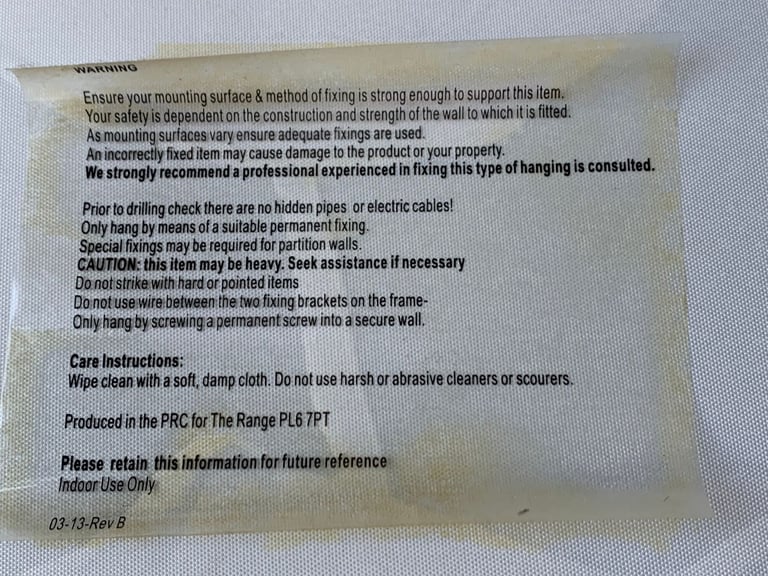 WARNING
Ensure your mounting surface & method of fixing is strong enough to support this item.
Your safety is dependent on the construction and strength of the wall to which it is fitted.
As mounting surfaces vary ensure adequate fixings are used.
An incorrectly fixed item may cause damage to the product or your property.
We strongly recommend a professional experienced in fixing this type of hanging is consulted.
Prior to drilling check there are no hidden pipes or electric cables!
Only hang by means of a suitable permanent fixing.
Special fixings may be required for partition walls.
CAUTION: this item may be heavy. Seek assistance if necessary
Do not strike with hard or pointed items
Do not use wire between the two fixing brackets on the frame-
Only hang by screwing a permanent screw into a secure wall.
Care Instructions:
Wipe clean with a soft, damp cloth. Do not use harsh or abrasive cleaners or scourers.
Produced in the PRC for The Range PL6 7PT
Please retain this information for future reference
Indoor Use Only
03-13-Rev B